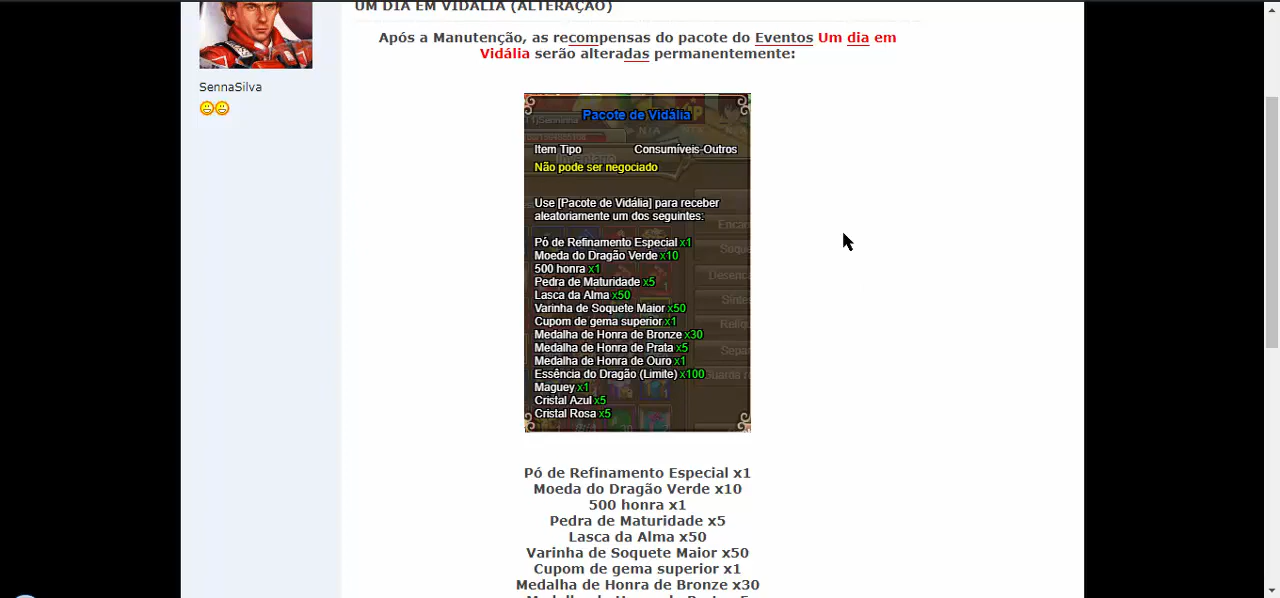 UM DIA EM VIDÁLIA (ALTERAÇÃO)
Após a Manutenção, as recompensas do pacote do Eventos Um dia em
Vidália serão alteradas permanentemente:
SennaSilva
Pacote de Vidália
N/A
Item Tipo Consumíveis-Outros
Não pode ser negociado
Use [Pacote de Vidália] para receber
aleatoriamente um dos seguintes:
Pó de Refinamento Especial x1
Moeda do Dragão Verde x10
500 honra x1
Pedra de Maturidade x5
Lasca da Alma x50
Varinha de Soquete Maior x50
Cupom de gema superior x1
Medalha de Honra de Bronze x30
Medalha de Honra de Prata x5
Medalha de Honra de Ouro x1
Essência do Dragão (Limite) x100
Maguey x1
Cristal Azul x5
Cristal Rosa x5
Pó de Refinamento Especial x1
Moeda do Dragão Verde x10
500 honra x1
Pedra de Maturidade x5
Lasca da Alma x50
Varinha de Soquete Maior x50
Cupom de gema superior x1
Medalha de Honra de Bronze x30